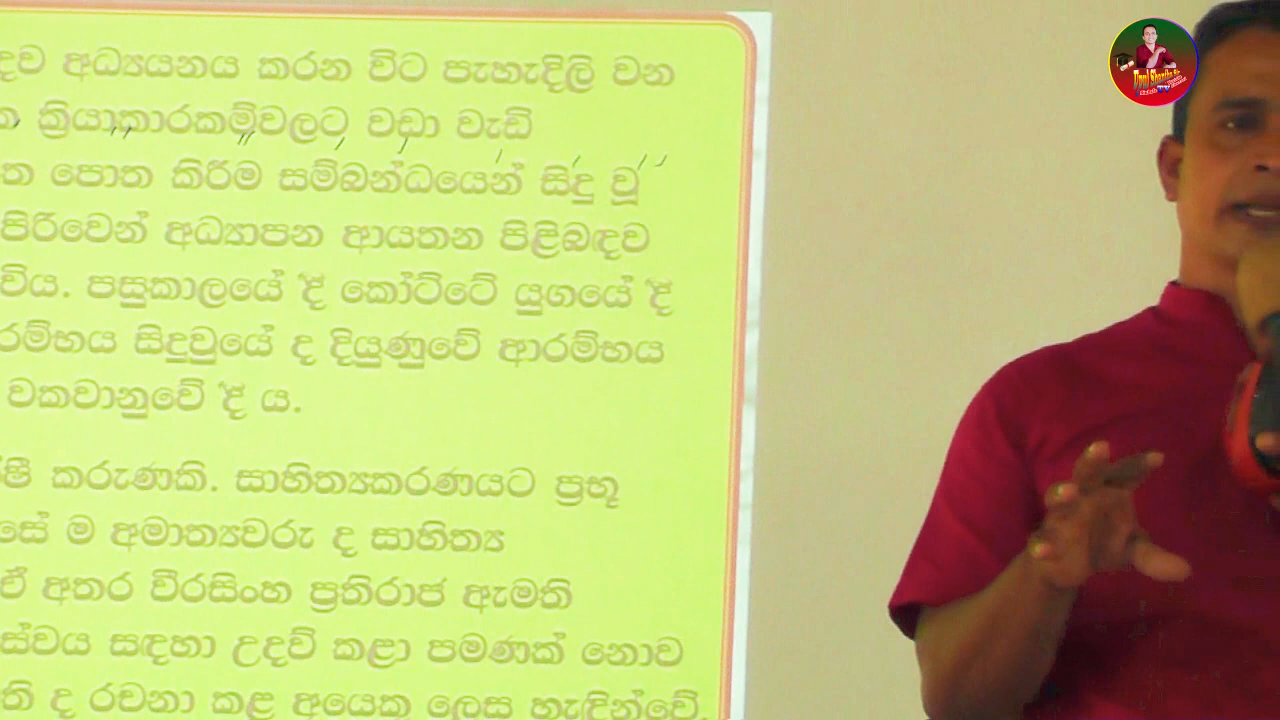 අධ්‍යයනය කරන විට පැහැදිලි වන
ක්‍රියාකාරකම්වලට වඩා වැඩි
ත පොත කිරීම සම්බන්ධයෙන් සිදු වූ
පිරිවෙන් අධ්‍යාපන ආයතන පිළිබඳව
විය. පසුකාලයේ දී කෝට්ටේ යුගයේ දී
රම්භය සිදුවුයේ ද දියුණුවේ ආරම්භය
වකවානුවේ දී ය.
කරුණකි. සාහිත්‍යකරණයට ප්‍රභූ
සේ ම අමාත්‍යවරු ද සාහිත්‍ය
ඒ අතර වීරසිංහ ප්‍රතිරාජ ඇමති
ස්වය සඳහා උදව් කළා පමණක් නොව
ති ද රචනා කළ අයෙකු ලෙස හැඳින්වේ.
TV